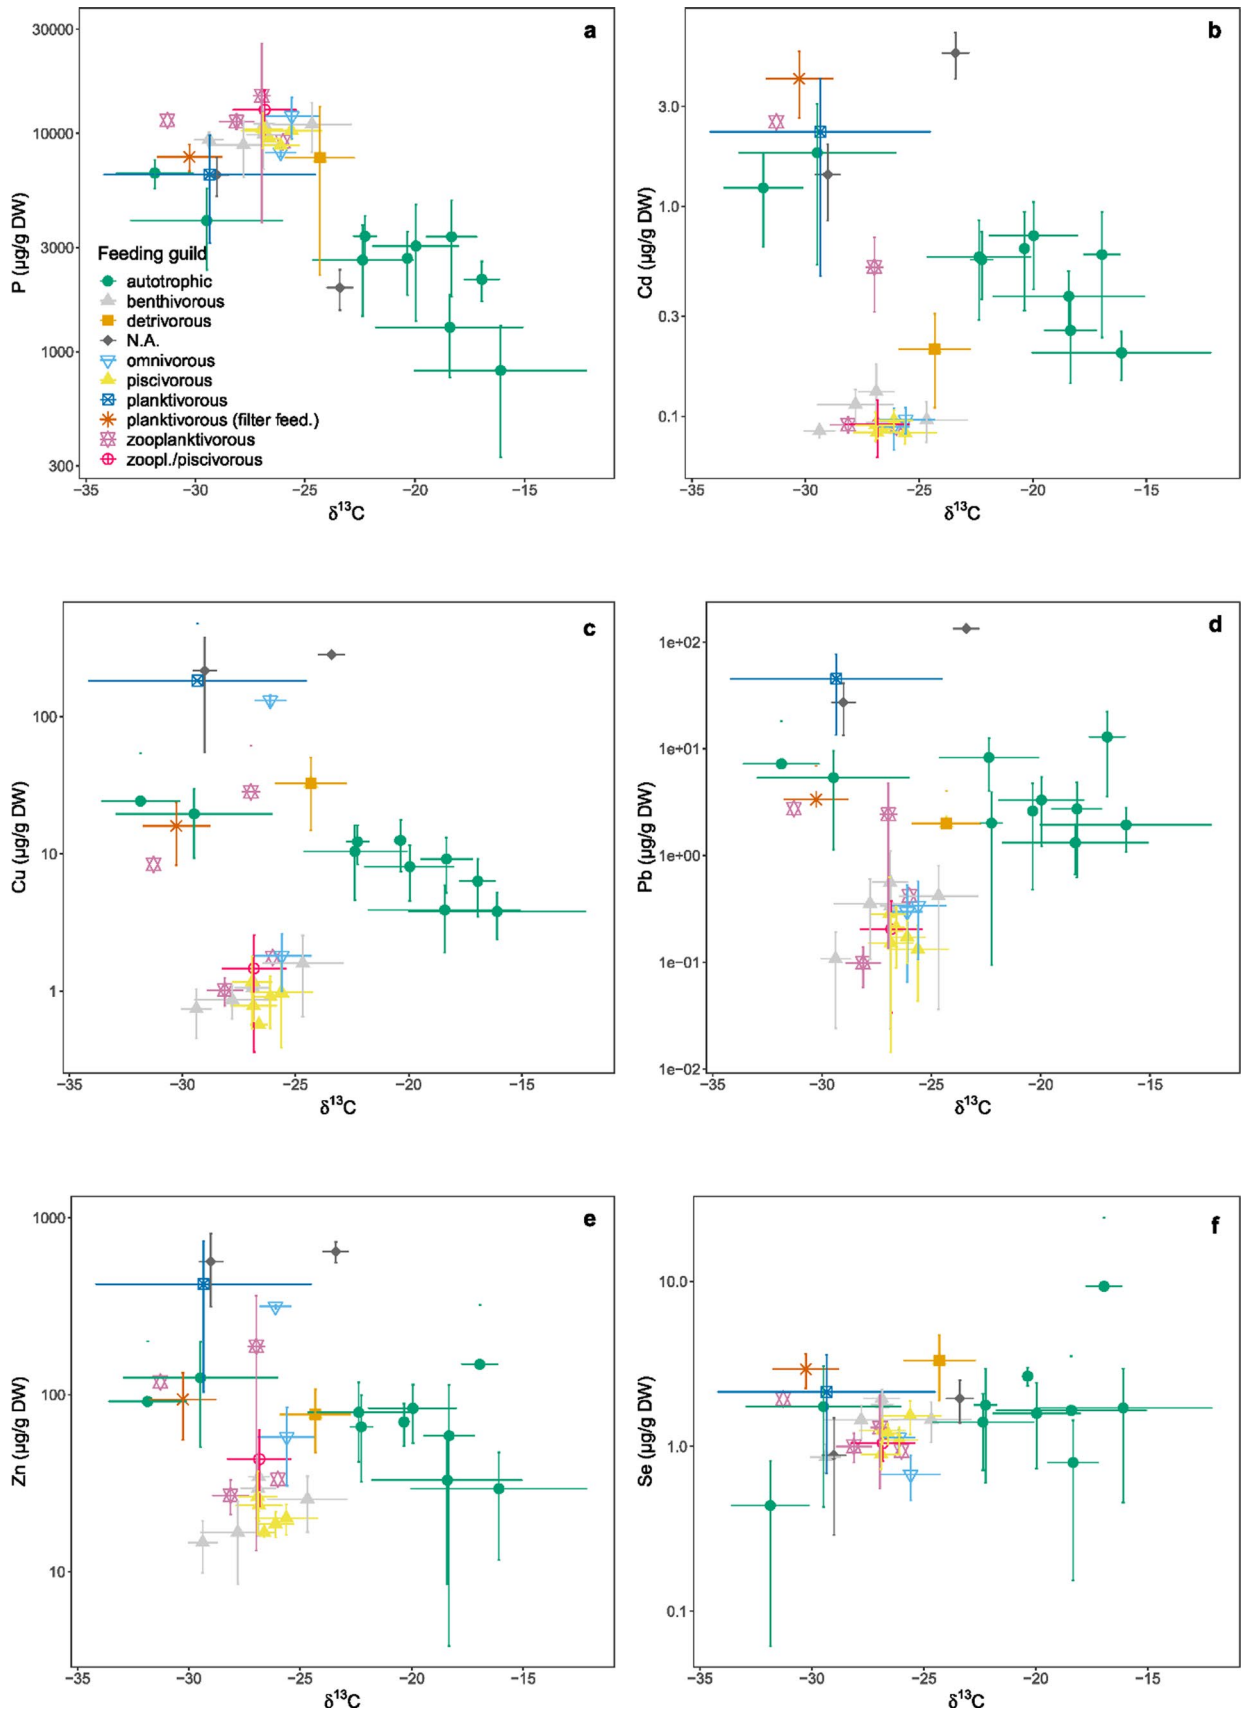 a
30000
10000
3000
1000
300
P (µg/g DW)
Feeding guild
autotrophic
benthivorous
detrivorous
N.A.
omnivorous
piscivorous
planktivorous
planktivorous (filter feed.)
zooplanktivorous
zoopl./piscivorous
−35 −30 −25 −20 −15
δ13C
b
3.0
1.0
0.3
0.1
Cd (µg/g DW)
−35 −30 −25 −20 −15
δ13C
c
100
10
1
Cu (µg/g DW)
−35 −30 −25 −20 −15
δ13C
d
1e+02
1e+01
1e+00
1e−01
1e−02
Pb (µg/g DW)
−35 −30 −25 −20 −15
δ13C
e
1000
100
10
Zn (µg/g DW)
−35 −30 −25 −20 −15
δ13C
f
10.0
1.0
0.1
Se (µg/g DW)
−35 −30 −25 −20 −15
δ13C